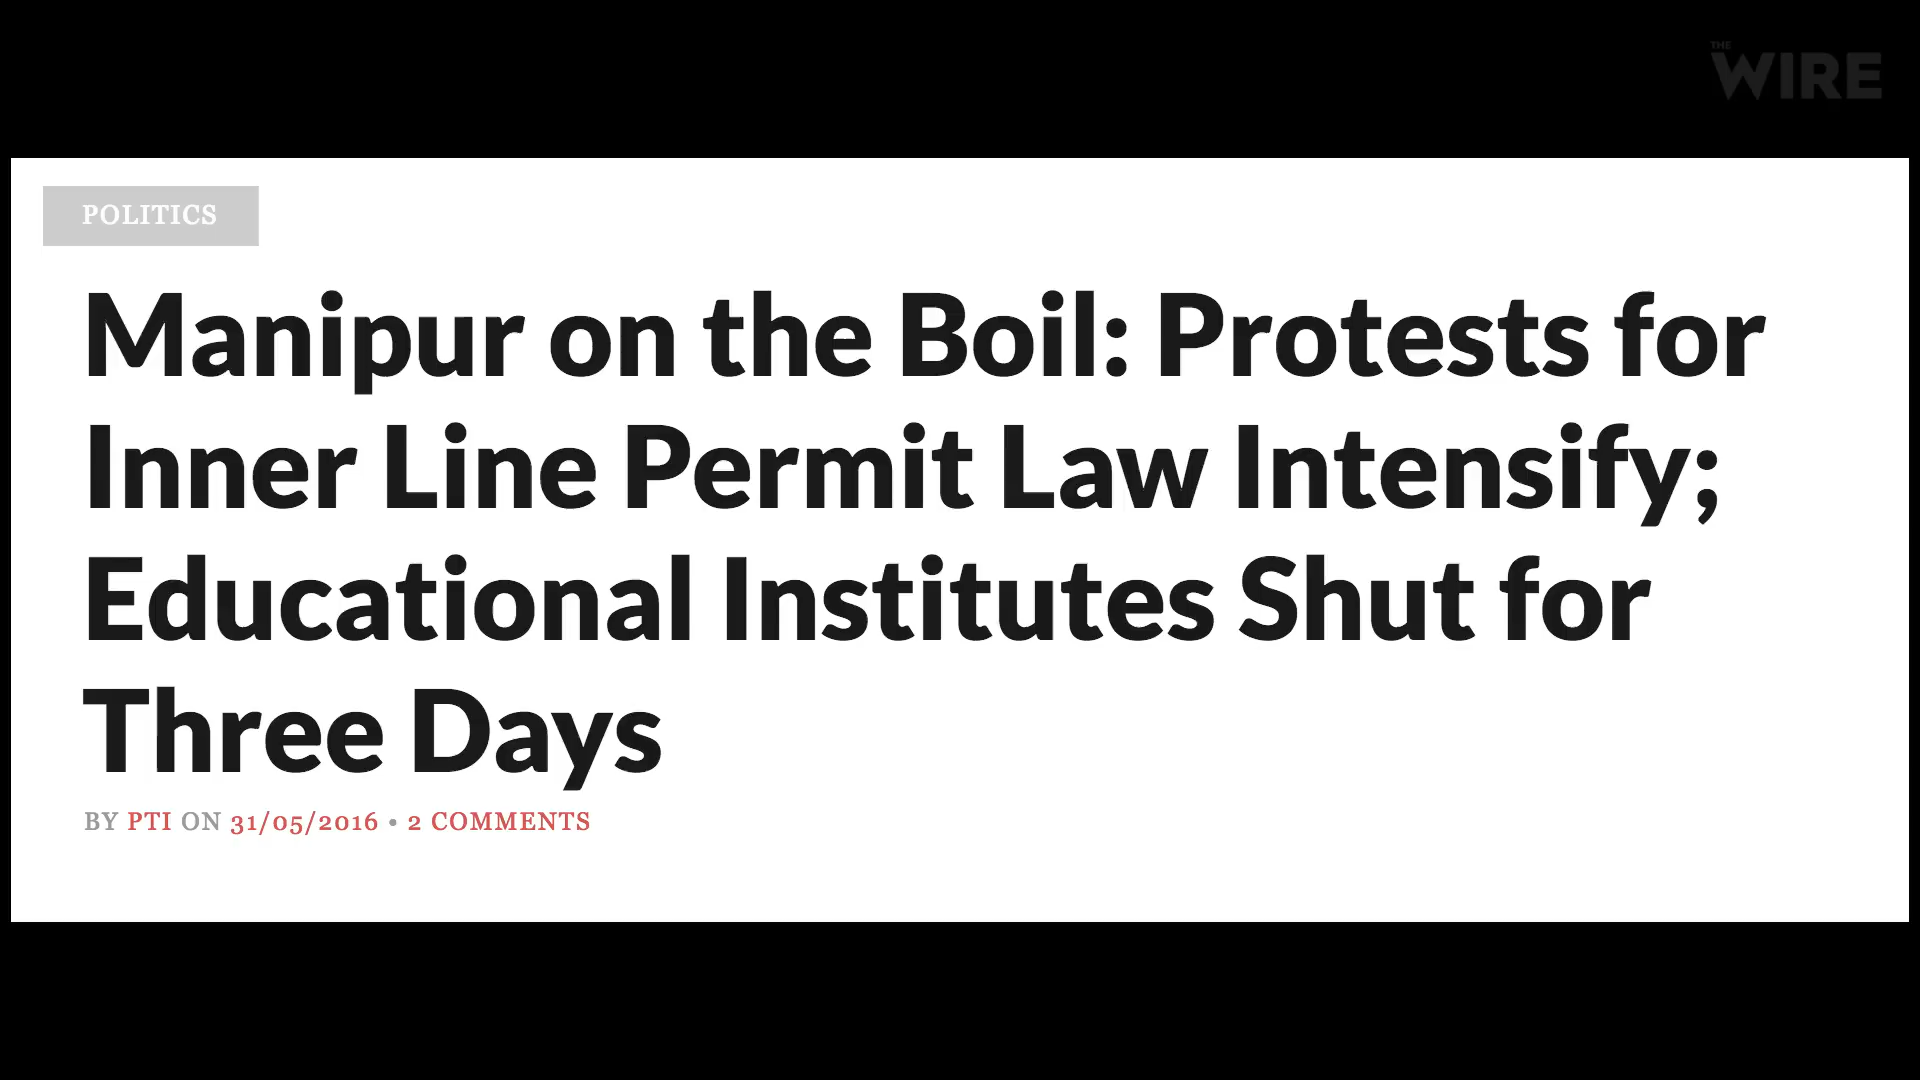 THE
WIRE
POLITICS
Manipur on the Boil: Protests for
Inner Line Permit Law Intensify;
Educational Institutes Shut for
Three Days
BY PTI ON 31/05/2016 • 2 COMMENTS